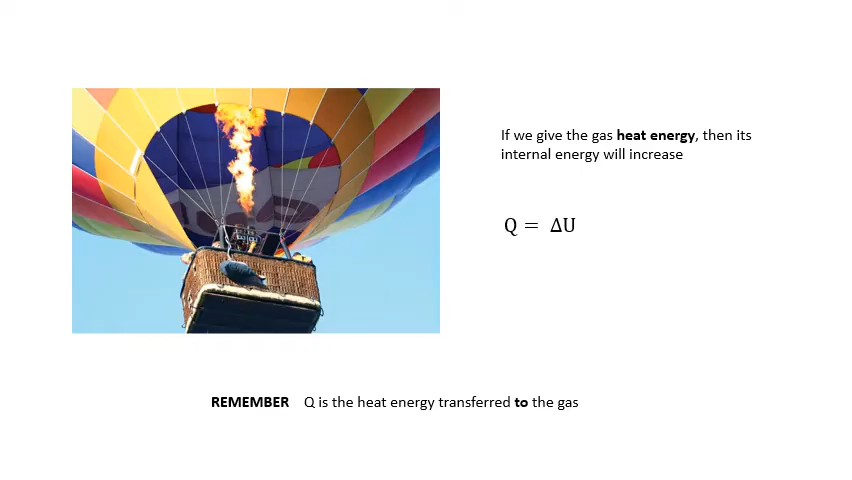 If we give the gas heat energy, then its
internal energy will increase
Q = ΔU
REMEMBER Q is the heat energy transferred to the gas